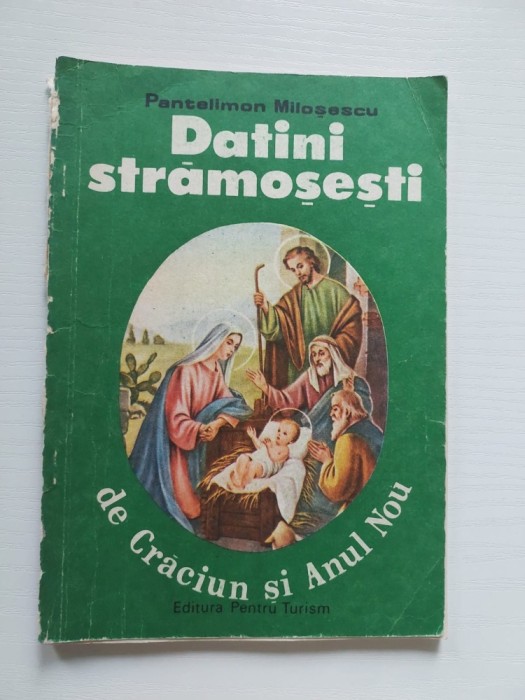 Pantelimon Miloșescu
Datini
strămoșești
de Crăciun și Anul Nou
Editura Pentru Turism